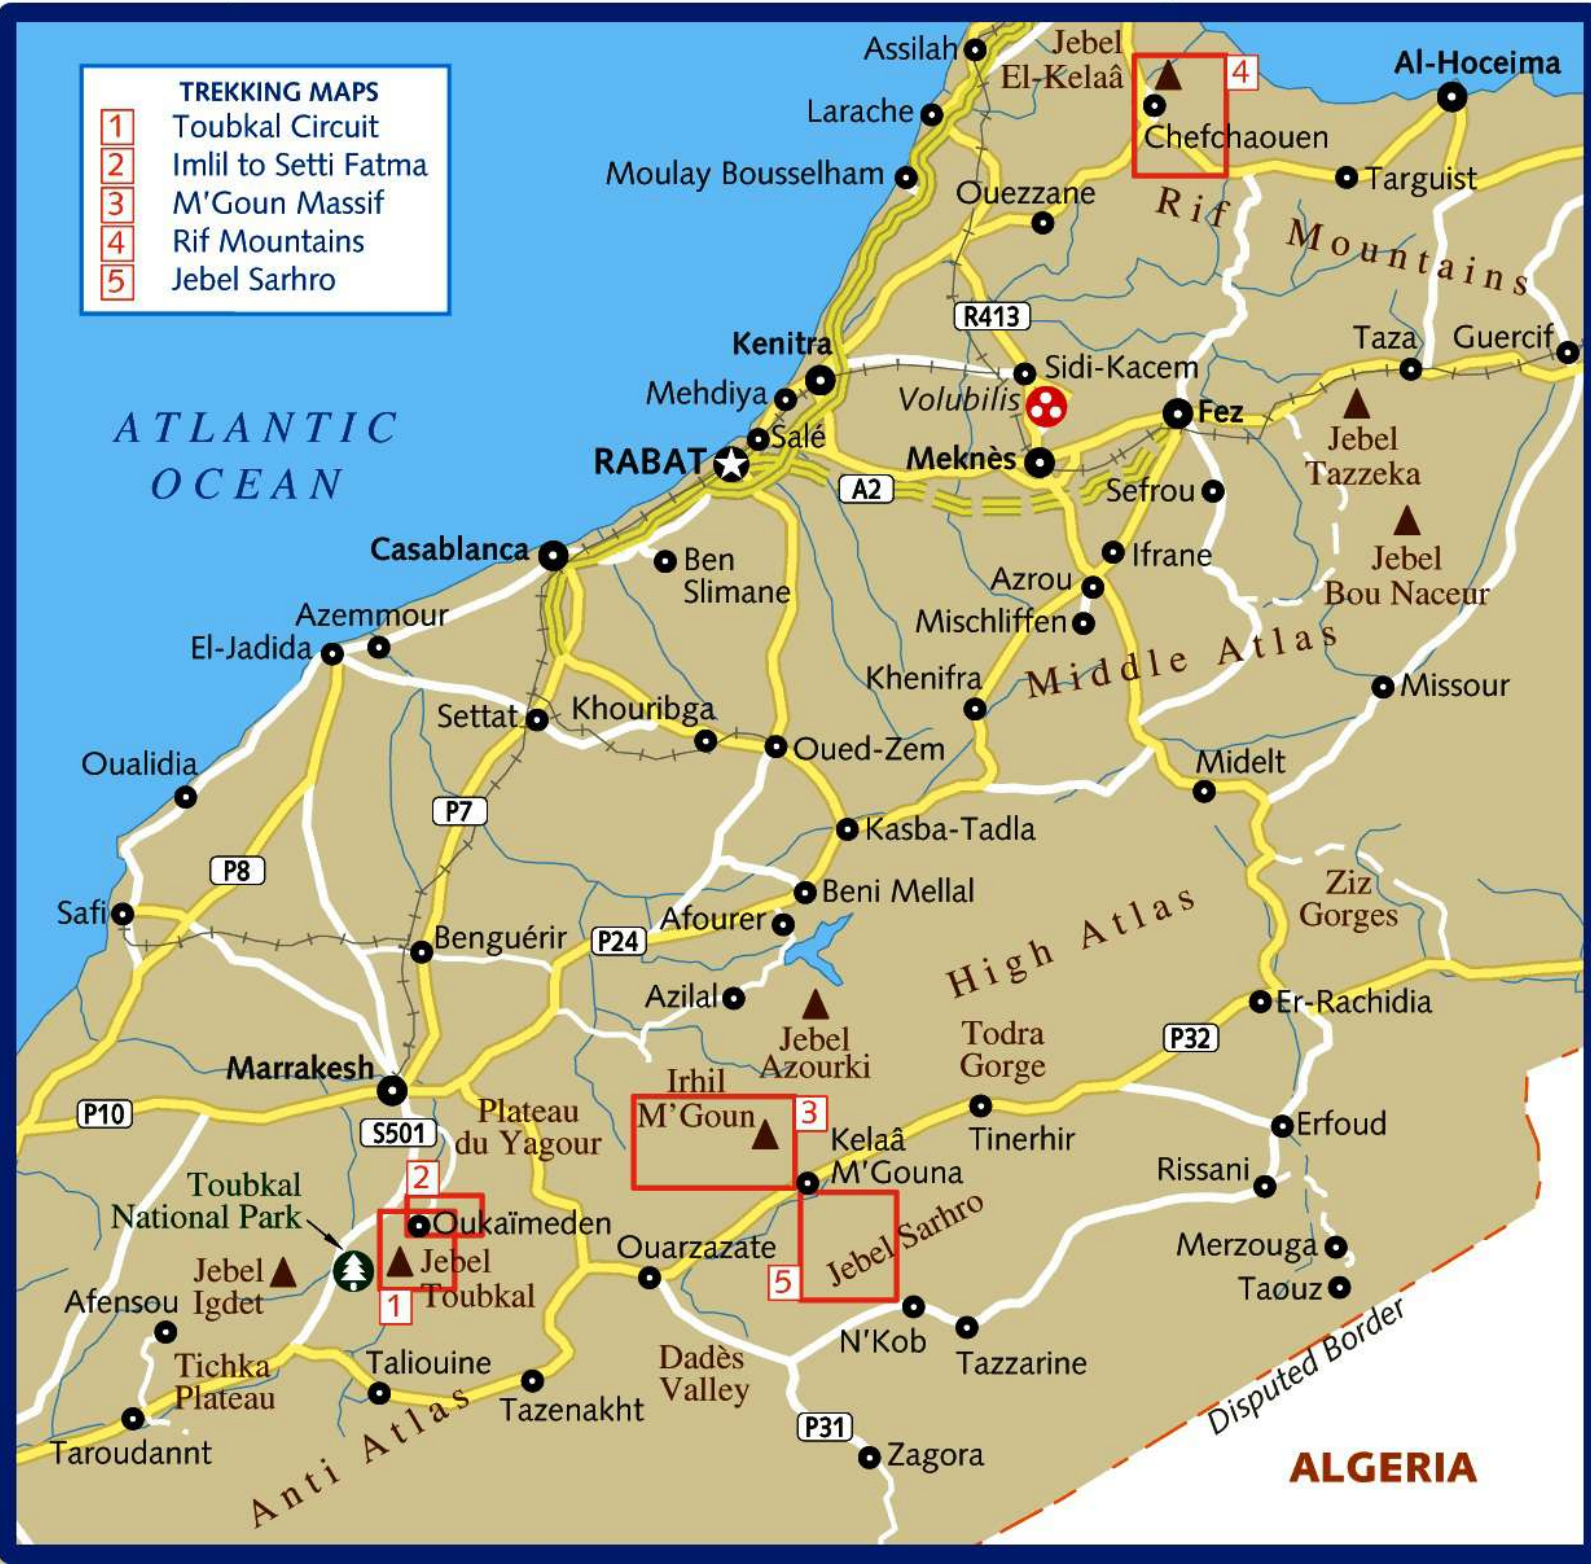 TREKKING MAPS
1 Toubkal Circuit
2 Imlil to Setti Fatma
3 M'Goun Massif
4 Rif Mountains
5 Jebel Sarhro
Assilah
Jebel
El-Kelaâ
4
Al-Hoceima
Larache
Chefchaouen
Moulay Bousselham
Ouezzane
Targuist
Rif Mountains
R413
Kenitra
Taza
Guercif
Sidi-Kacem
Mehdiya
Volubilis
ATLANTIC
OCEAN
Salé
Fez
Jebel
Tazzeka
RABAT
Meknès
A2
Sefrou
Casablanca
Ben
Slimane
Ifrane
Jebel
Bou Naceur
Azrou
Azemmour
Mischliffen
El-Jadida
Middle Atlas
Khenifra
Missour
Settat
Khouribga
Oued-Zem
Oualidia
Midelt
P7
Kasba-Tadla
P8
Beni Mellal
Ziz
Gorges
Safi
Afourer
High Atlas
Benguérir
P24
Azilal
Er-Rachidia
Jebel
Azourki
Todra
Gorge
P32
Marrakesh
Irhil
M'Goun
3
P10
Plateau
du Yagour
S501
Kelaâ
M'Gouna
Tinerhir
Erfoud
2
Toubkal
National Park
Rissani
Oukaïmeden
Jebel Sarhro
Ouarzazate
Merzouga
Jebel
Igdet
Jebel
Toubkal
5
Taøuz
1
Afensou
N'Kob
Disputed Border
Tichka
Plateau
Taliouine
Dadès
Valley
Tazzarine
Tazenakht
Anti Atlas
P31
Taroudannt
Zagora
ALGERIA